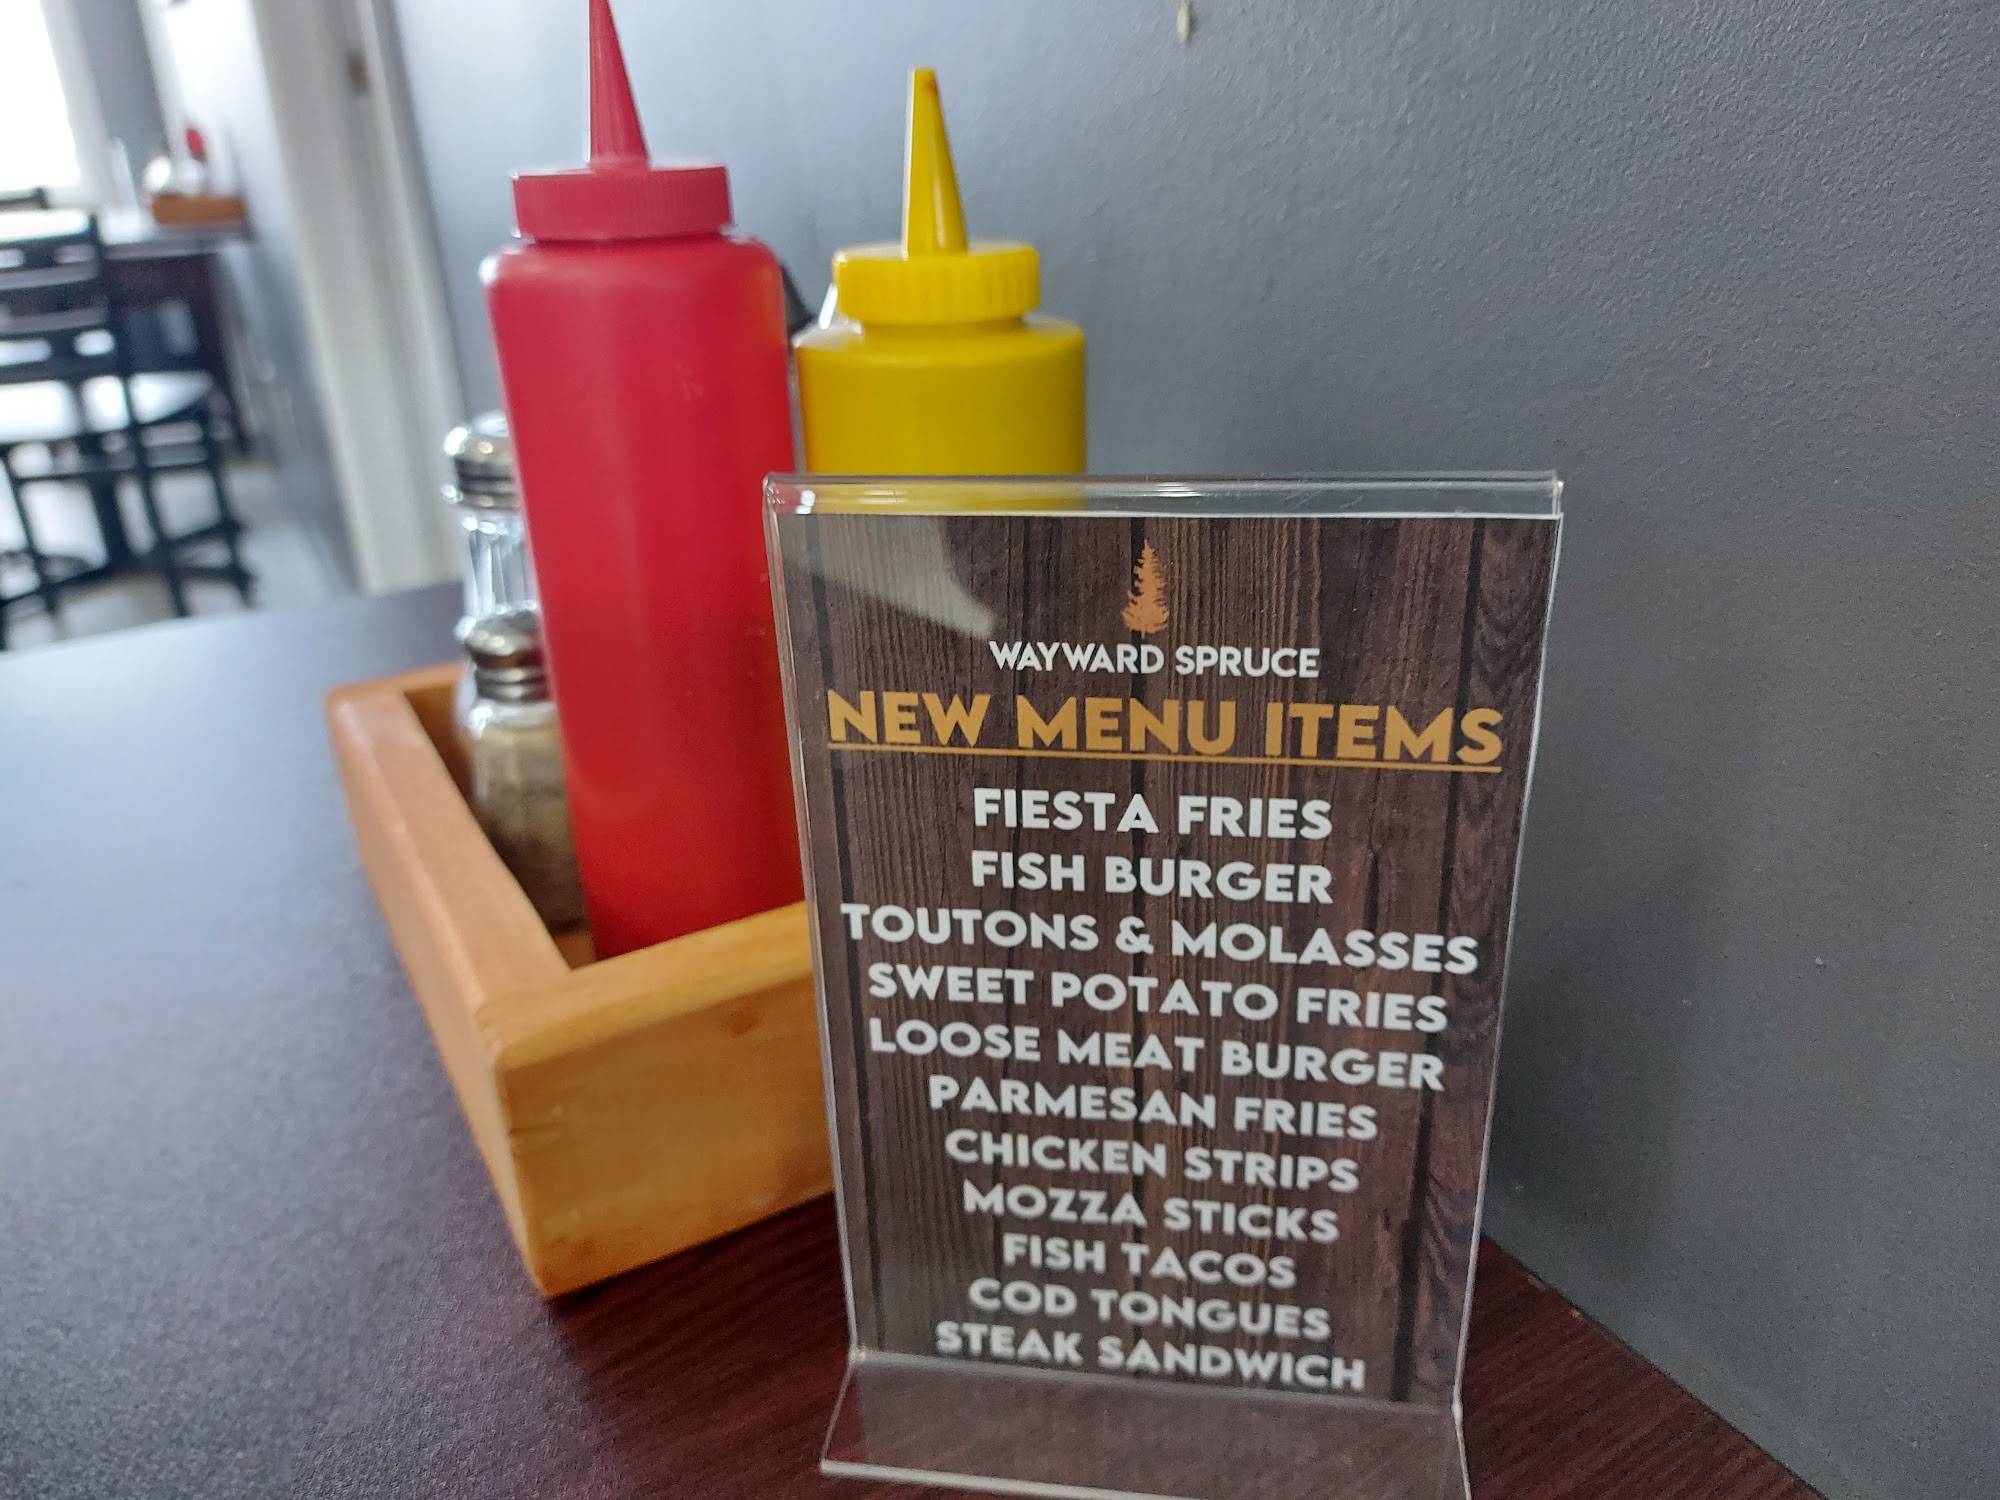 WAYWARD SPRUCE
NEW MENU ITEMS
FIESTA FRIES
FISH BURGER
TOUTONS & MOLASSES
SWEET POTATO FRIES
LOOSE MEAT BURGER
PARMESAN FRIES
CHICKEN STRIPS
MOZZA STICKS
FISH TACOS
COD TONGUES
STEAK SANDWICH